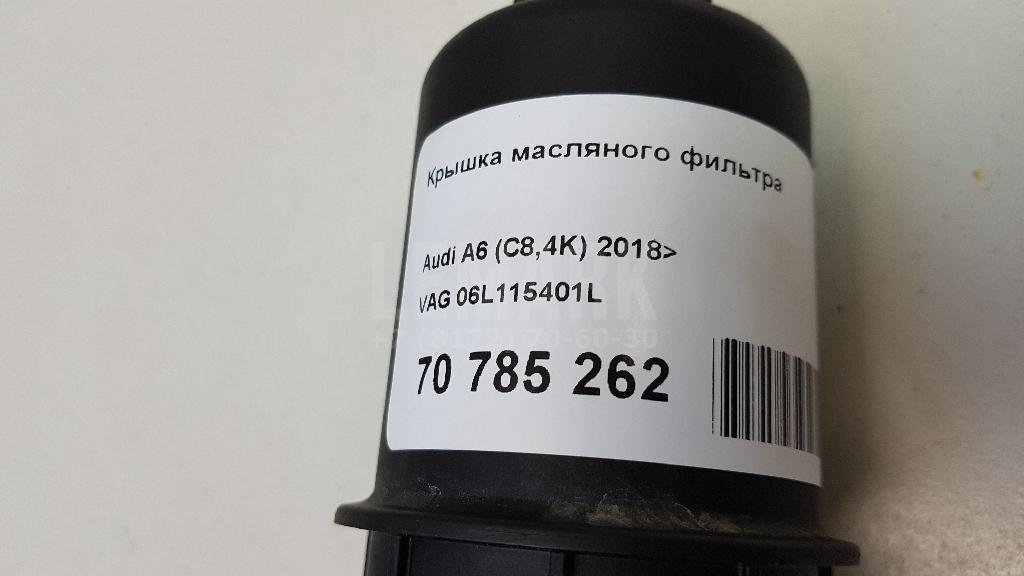 Крышка масляного фильтра
Audi A6 (C8,4K) 2018>
VAG 06L115401L
70 785 262